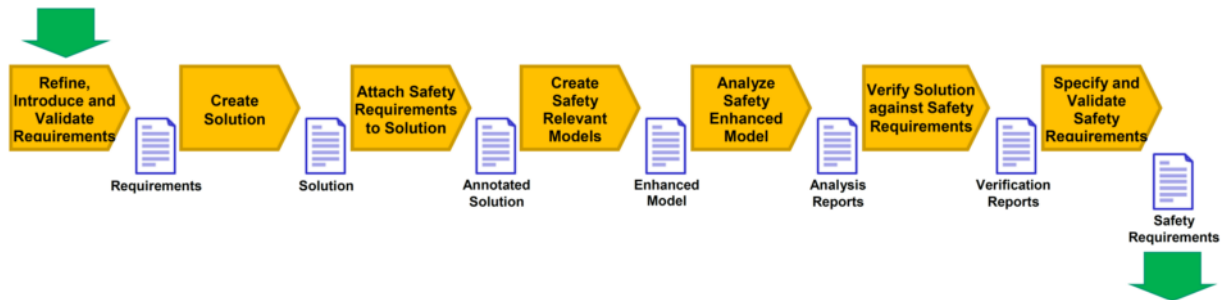 Refine,
Introduce and
Validate
Requirements
Create
Solution
Attach Safety
Requirements
to Solution
Create
Safety
Relevant
Models
Analyze
Safety
Enhanced
Model
Verify Solution
against Safety
Requirements
Specify and
Validate
Safety
Requirements
Requirements
Solution
Annotated
Solution
Enhanced
Model
Analysis
Reports
Verification
Reports
Safety
Requirements